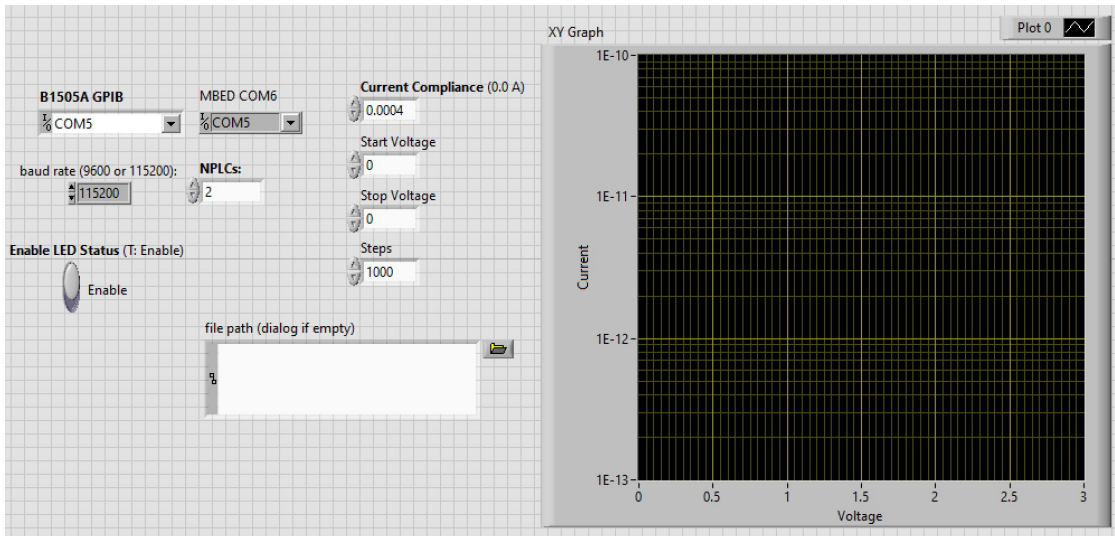 B1505A GPIB
COM5
MBED COM6
COM5
Current Compliance (0.0 A)
0.0004
baud rate (9600 or 115200):
115200
NPLCs:
2
Start Voltage
0
Stop Voltage
0
Steps
1000
Enable LED Status (T: Enable)
Enable
file path (dialog if empty)
XY Graph
Plot 0
1E-10
1E-11
1E-12
1E-13
Current
0 0.5 1 1.5 2 2.5 3
Voltage